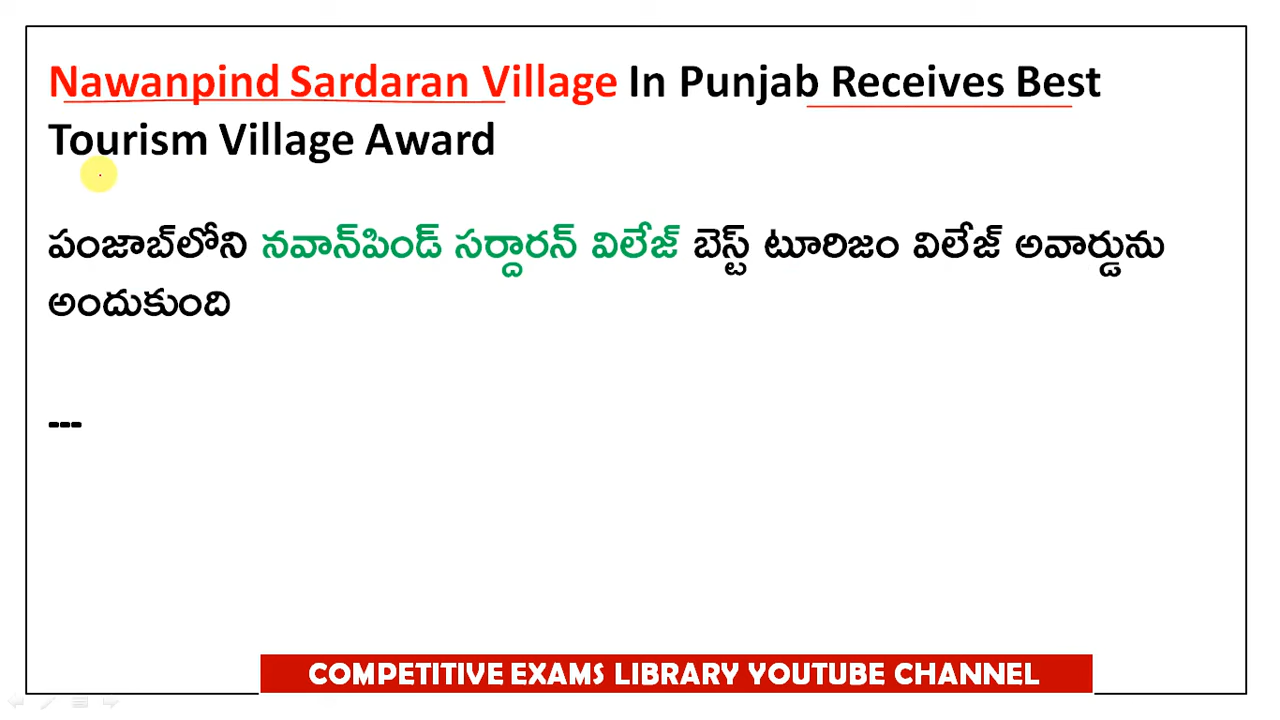 Nawanpind Sardaran Village In Punjab Receives Best
Tourism Village Award
పంజాబ్‌లోని నవాన్‌పిండ్ సర్దారన్ విలేజ్ బెస్ట్ టూరిజం విలేజ్ అవార్డును
అందుకుంది
---
COMPETITIVE EXAMS LIBRARY YOUTUBE CHANNEL